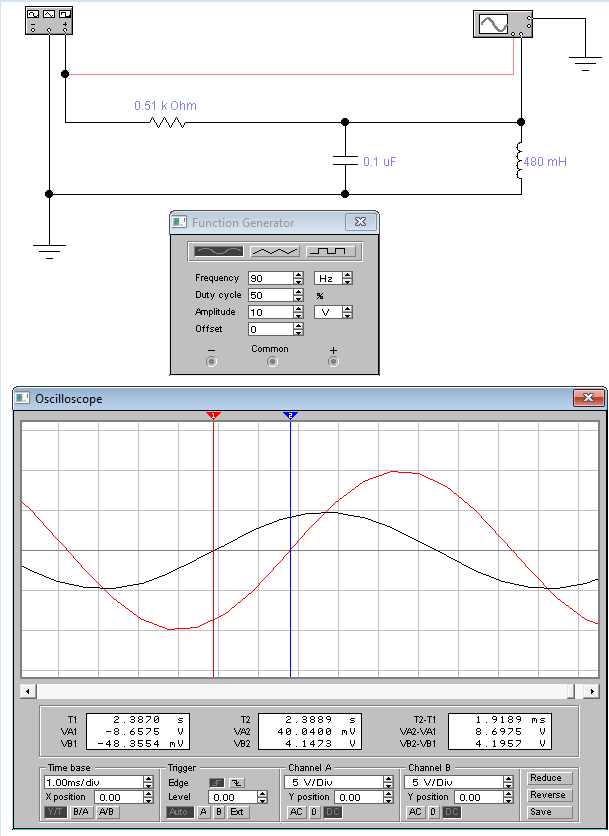 0.51 k Ohm
0.1 uF
480 mH
Function Generator
Frequency 90 Hz
Duty cycle 50 %
Amplitude 10 V
Offset 0
− Common +
Oscilloscope
1 2
T1 2.3870 s T2 2.3889 s T2-T1 1.9189 ms
VA1 -8.6575 V VA2 40.0400 mV VA2-VA1 8.6975 V
VB1 -48.3554 mV VB2 4.1473 V VB2-VB1 4.1957 V
Time base Trigger Channel A Channel B Reduce
1.00ms/div Edge 5 V/Div 5 V/Div
X position 0.00 Level 0.00 Y position 0.00 Y position 0.00 Reverse
Y/T B/A A/B Auto A B Ext AC 0 DC AC 0 DC Save